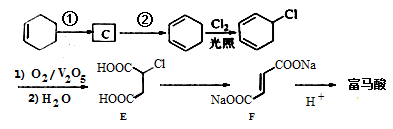 ① C ② Cl₂ 光照 Cl
1) O₂/V₂O₅
2) H₂O
HOOC Cl
HOOC
E
COONa
NaOOC
F
H⁺
富马酸